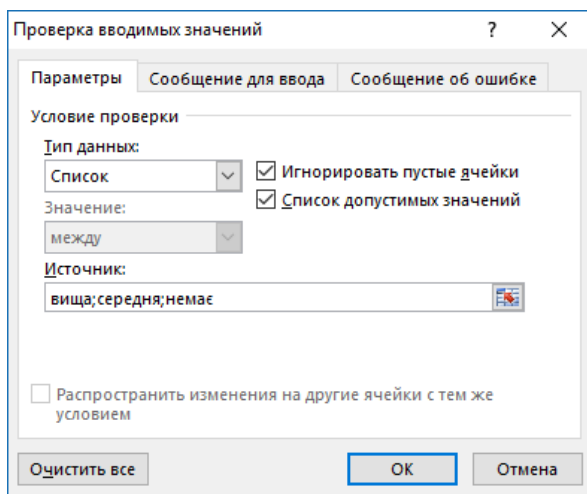 Проверка вводимых значений ?
Параметры Сообщение для ввода Сообщение об ошибке
Условие проверки
Тип данных:
Список Игнорировать пустые ячейки
Значение: Список допустимых значений
между
Источник:
вища;середня;немає
Распространить изменения на другие ячейки с тем же
условием
Очистить все ОК Отмена